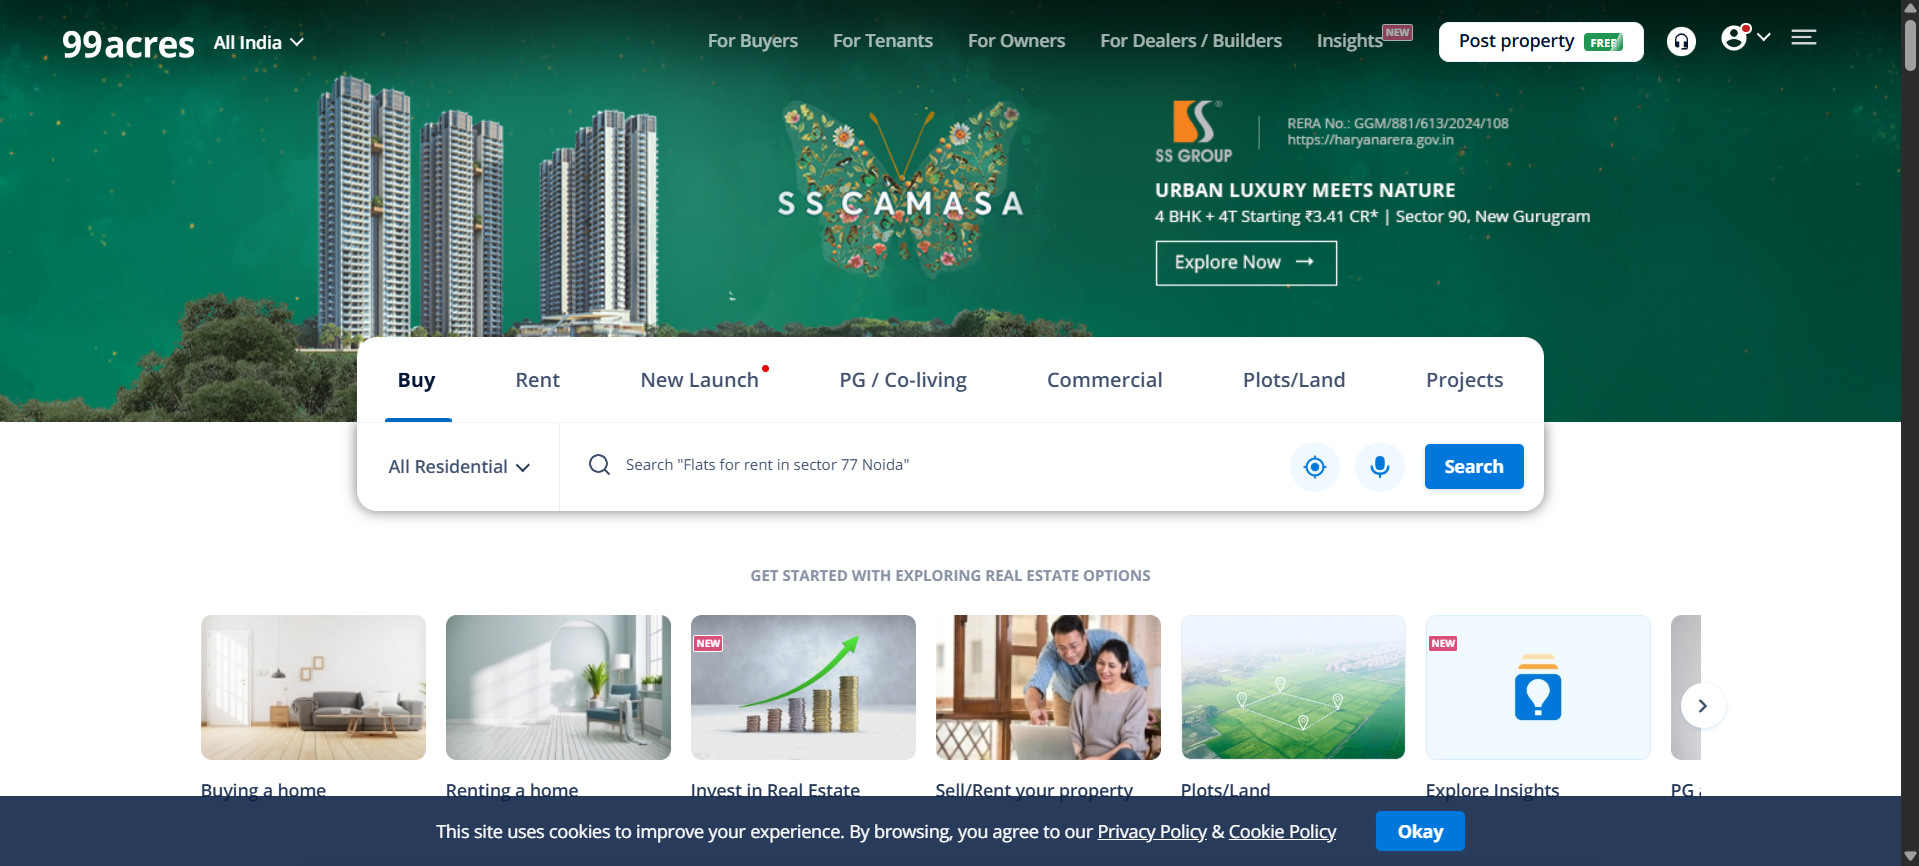 99acres
All India
For Buyers
For Tenants
For Owners
For Dealers / Builders
Insights
NEW
Post property FREE
SS GROUP
RERA No.: GGM/881/613/2024/108
https://haryanarera.gov.in
SS CAMASA
URBAN LUXURY MEETS NATURE
4 BHK + 4T Starting ₹3.41 CR* | Sector 90, New Gurugram
Explore Now →
Buy
Rent
New Launch
PG / Co-living
Commercial
Plots/Land
Projects
All Residential
Search "Flats for rent in sector 77 Noida"
Search
GET STARTED WITH EXPLORING REAL ESTATE OPTIONS
NEW
NEW
Buying a home
Renting a home
Invest in Real Estate
Sell/Rent your property
Plots/Land
Explore Insights
PG
This site uses cookies to improve your experience. By browsing, you agree to our Privacy Policy & Cookie Policy
Okay